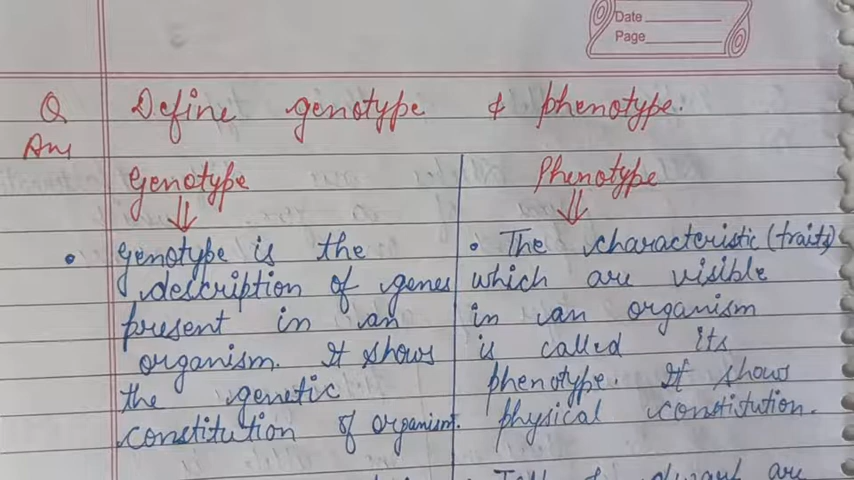 Date
Page
Q Define genotype & phenotype.
Ans
Genotype
• genotype is the
description of genes
present in an
organism. It shows
the genetic
constitution of organism.
Phenotype
• The characteristic (traits)
which are visible
in an organism
is called its
phenotype. It shows
physical constitution.
are